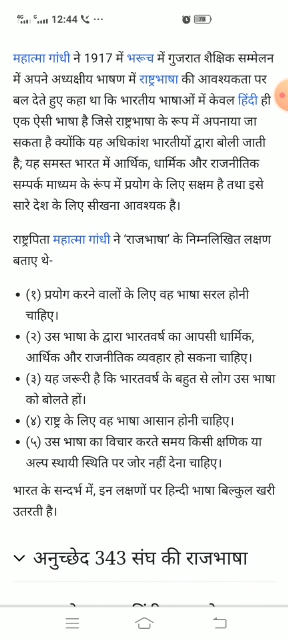 12:44
महात्मा गांधी ने 1917 में भरूच में गुजरात शैक्षिक सम्मेलन
में अपने अध्यक्षीय भाषण में राष्ट्रभाषा की आवश्यकता पर
बल देते हुए कहा था कि भारतीय भाषाओं में केवल हिंदी ही
एक ऐसी भाषा है जिसे राष्ट्रभाषा के रूप में अपनाया जा
सकता है क्योंकि यह अधिकांश भारतीयों द्वारा बोली जाती
है; यह समस्त भारत में आर्थिक, धार्मिक और राजनीतिक
सम्पर्क माध्यम के रूप में प्रयोग के लिए सक्षम है तथा इसे
सारे देश के लिए सीखना आवश्यक है।
राष्ट्रपिता महात्मा गांधी ने 'राजभाषा' के निम्नलिखित लक्षण
बताए थे-
• (१) प्रयोग करने वालों के लिए वह भाषा सरल होनी
चाहिए।
• (२) उस भाषा के द्वारा भारतवर्ष का आपसी धार्मिक,
आर्थिक और राजनीतिक व्यवहार हो सकना चाहिए।
• (३) यह जरूरी है कि भारतवर्ष के बहुत से लोग उस भाषा
को बोलते हों।
• (४) राष्ट्र के लिए वह भाषा आसान होनी चाहिए।
• (५) उस भाषा का विचार करते समय किसी क्षणिक या
अल्प स्थायी स्थिति पर जोर नहीं देना चाहिए।
भारत के सन्दर्भ में, इन लक्षणों पर हिन्दी भाषा बिल्कुल खरी
उतरती है।
अनुच्छेद 343 संघ की राजभाषा